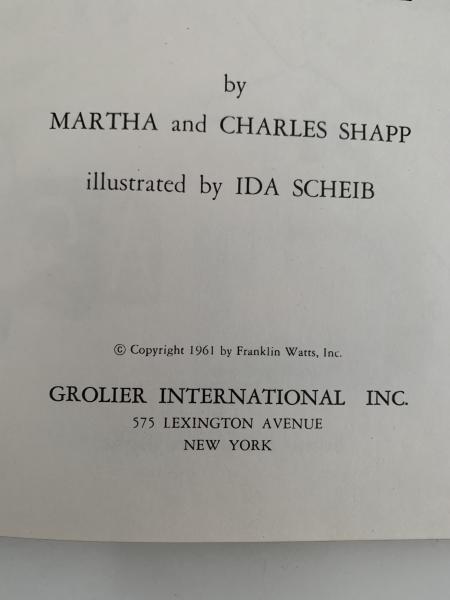 by
MARTHA and CHARLES SHAPP
illustrated by IDA SCHEIB
© Copyright 1961 by Franklin Watts, Inc.
GROLIER INTERNATIONAL INC.
575 LEXINGTON AVENUE
NEW YORK